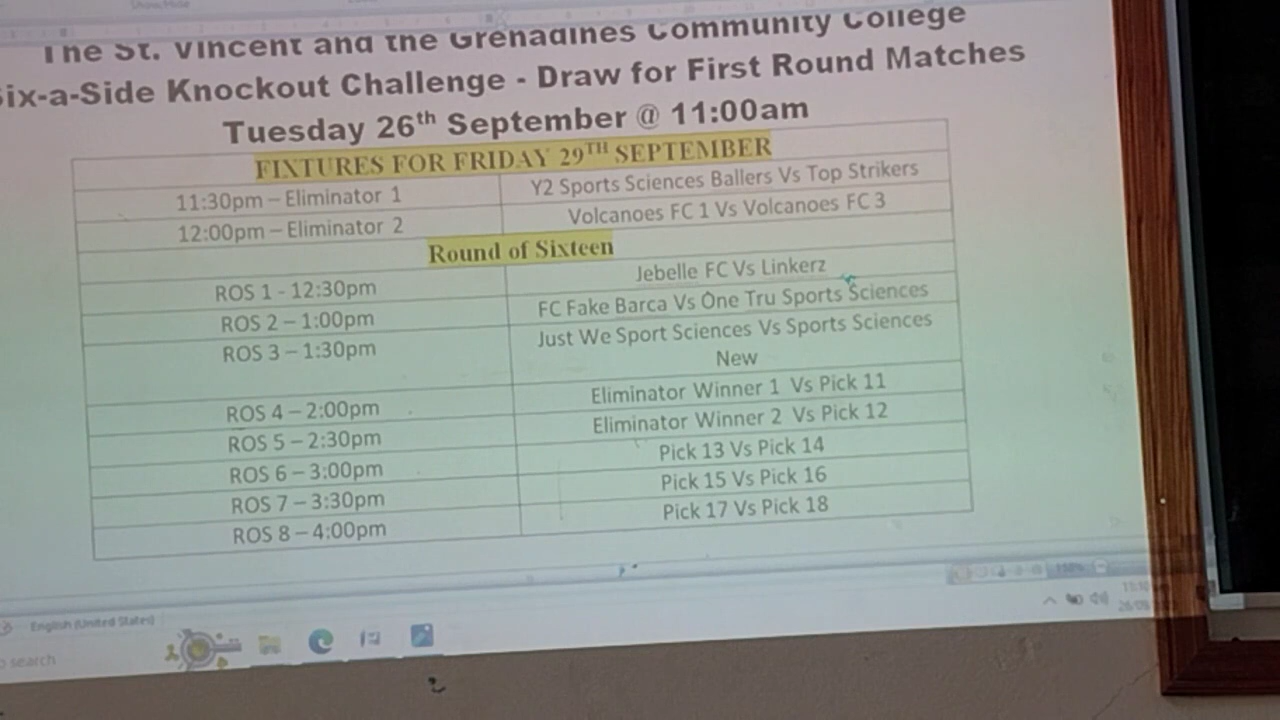 The St. Vincent and the Grenadines Community College
Six-a-Side Knockout Challenge - Draw for First Round Matches
Tuesday 26th September @ 11:00am
FIXTURES FOR FRIDAY 29TH SEPTEMBER
11:30pm – Eliminator 1 Y2 Sports Sciences Ballers Vs Top Strikers
12:00pm – Eliminator 2 Volcanoes FC 1 Vs Volcanoes FC 3
Round of Sixteen
ROS 1 - 12:30pm Jebelle FC Vs Linkerz
ROS 2 – 1:00pm FC Fake Barca Vs One Tru Sports Sciences
ROS 3 – 1:30pm Just We Sport Sciences Vs Sports Sciences
New
ROS 4 – 2:00pm Eliminator Winner 1 Vs Pick 11
ROS 5 – 2:30pm Eliminator Winner 2 Vs Pick 12
ROS 6 – 3:00pm Pick 13 Vs Pick 14
ROS 7 – 3:30pm Pick 15 Vs Pick 16
ROS 8 – 4:00pm Pick 17 Vs Pick 18
English (United States)
search